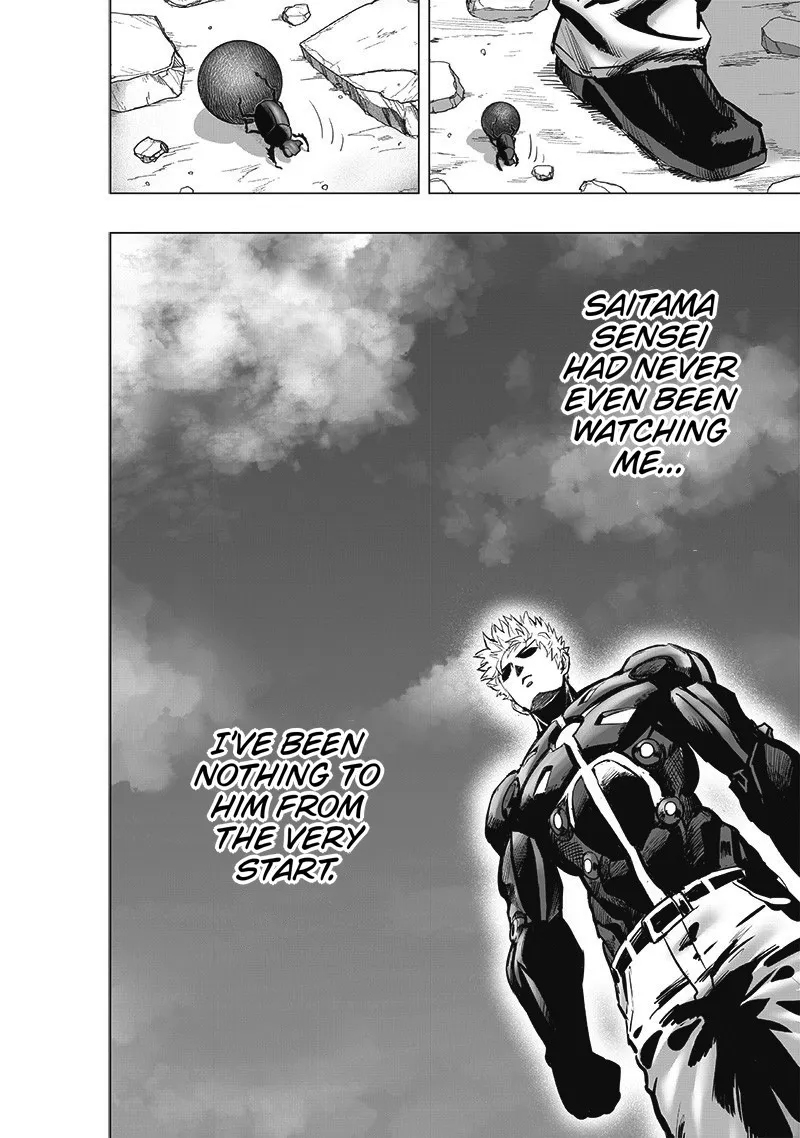 SAITAMA
SENSEI
HAD NEVER
EVEN BEEN
WATCHING
ME...
I'VE BEEN
NOTHING TO
HIM FROM
THE VERY
START.